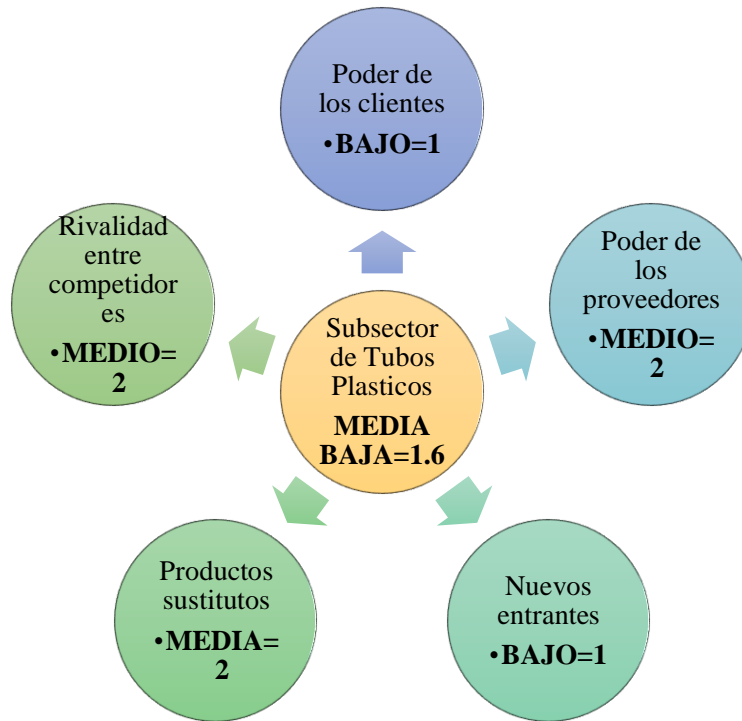 Poder de
los clientes
•BAJO=1
Poder de
los
proveedores
•MEDIO=
2
Nuevos
entrantes
•BAJO=1
Productos
sustitutos
•MEDIA=
2
Rivalidad
entre
competidor
es
•MEDIO=
2
Subsector
de Tubos
Plasticos
MEDIA
BAJA=1.6